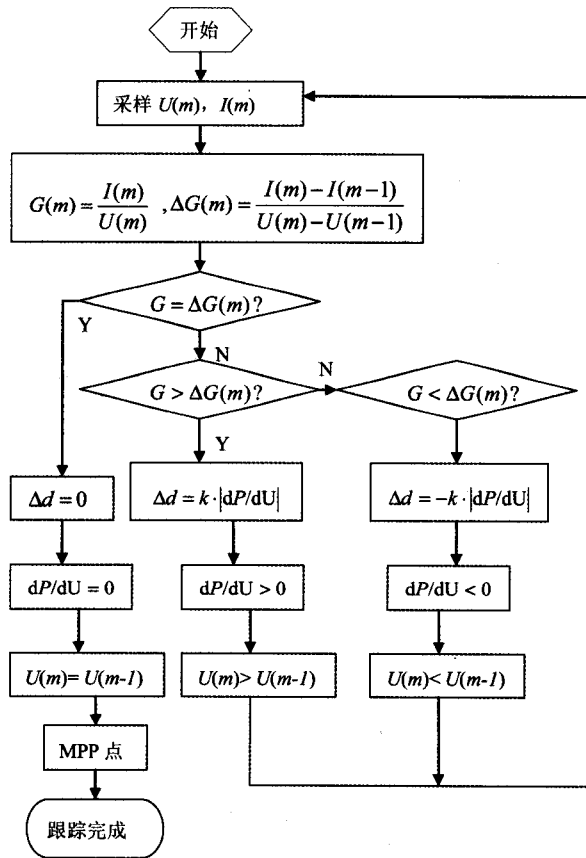 开始
采样 U(m), I(m)
G(m) = I(m)/U(m) , ΔG(m) = I(m) − I(m−1)/U(m) − U(m−1)
G = ΔG(m)?
Y
N
G > ΔG(m)?
N
G < ΔG(m)?
Y
Δd = 0
Δd = k·|dP/dU|
Δd = −k·|dP/dU|
dP/dU = 0
dP/dU > 0
dP/dU < 0
U(m)= U(m-1)
U(m)> U(m-1)
U(m)< U(m-1)
MPP 点
跟踪完成